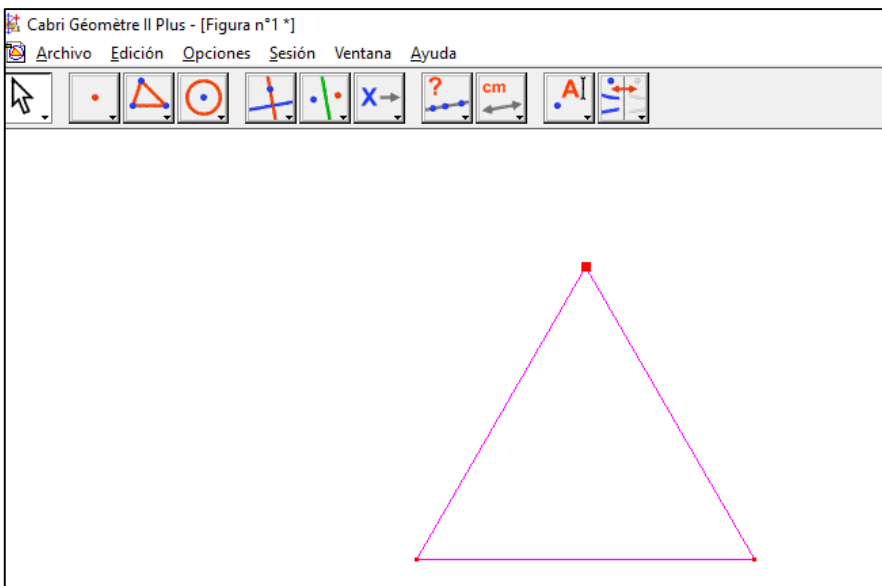 Cabri Géomètre II Plus - [Figura n°1 *]
Archivo Edición Opciones Sesión Ventana Ayuda
X ? cm A